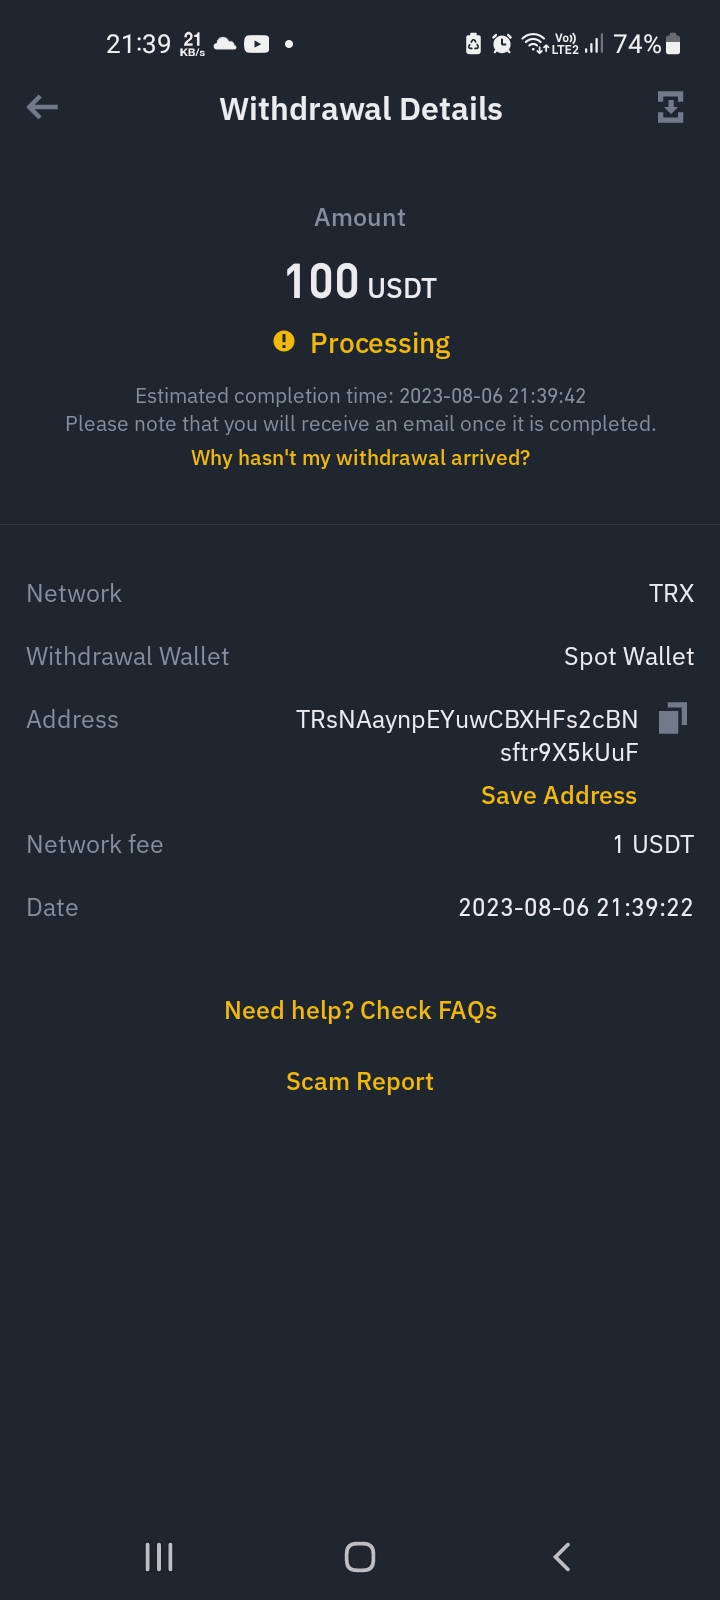 21:39 21 KB/s Vo)) LTE2 74%
Withdrawal Details
Amount
100 USDT
Processing
Estimated completion time: 2023-08-06 21:39:42
Please note that you will receive an email once it is completed.
Why hasn't my withdrawal arrived?
Network TRX
Withdrawal Wallet Spot Wallet
Address TRsNAaynpEYuwCBXHFs2cBN
sftr9X5kUuF
Save Address
Network fee 1 USDT
Date 2023-08-06 21:39:22
Need help? Check FAQs
Scam Report